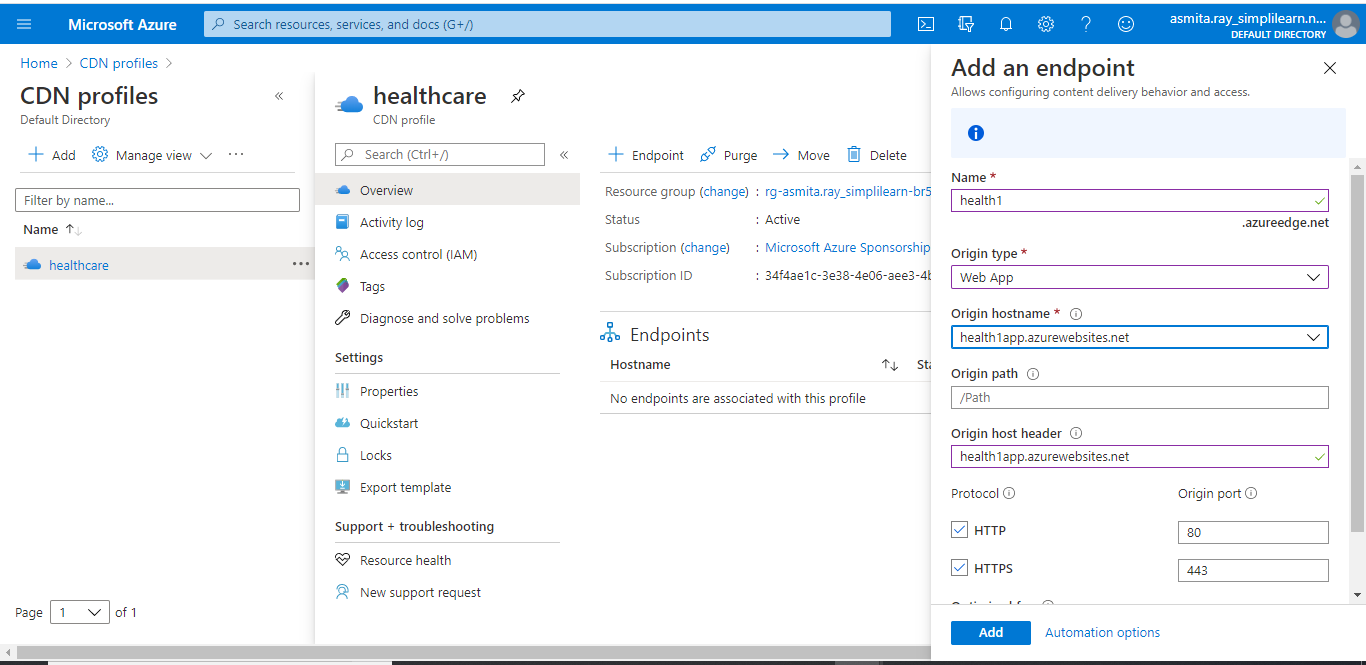 Microsoft Azure
Search resources, services, and docs (G+/)
asmita.ray_simplilearn.n...
DEFAULT DIRECTORY
Home > CDN profiles >
CDN profiles
Default Directory
Add Manage view
Filter by name...
Name
healthcare
Page 1 of 1
healthcare
CDN profile
Search (Ctrl+/)
Overview
Activity log
Access control (IAM)
Tags
Diagnose and solve problems
Settings
Properties
Quickstart
Locks
Export template
Support + troubleshooting
Resource health
New support request
Endpoint Purge Move Delete
Resource group (change) : rg-asmita.ray_simplilearn-br5
Status : Active
Subscription (change) : Microsoft Azure Sponsorship
Subscription ID : 34f4ae1c-3e38-4e06-aee3-4b
Endpoints
Hostname Sta
No endpoints are associated with this profile
Add an endpoint
Allows configuring content delivery behavior and access.
Name *
health1
.azureedge.net
Origin type *
Web App
Origin hostname *
health1app.azurewebsites.net
Origin path
/Path
Origin host header
health1app.azurewebsites.net
Protocol Origin port
HTTP 80
HTTPS 443
Add Automation options